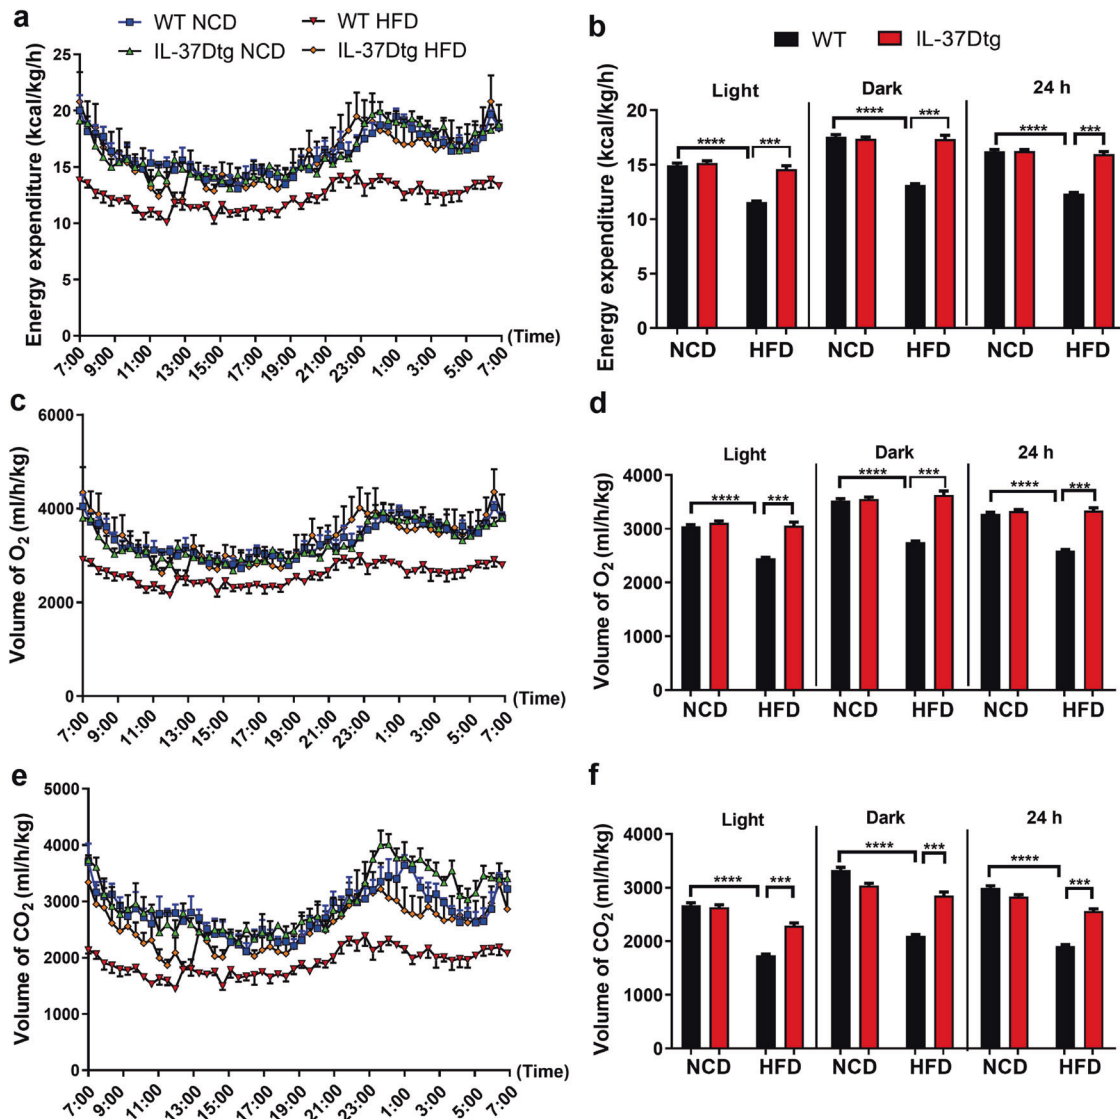 a
WT NCD
WT HFD
IL-37Dtg NCD
IL-37Dtg HFD
Energy expenditure (kcal/kg/h)
25
20
15
10
5
0
7:00 9:00 11:00 13:00 15:00 17:00 19:00 21:00 23:00 1:00 3:00 5:00 7:00
(Time)
b
WT IL-37Dtg
Light Dark 24 h
Energy expenditure (kcal/kg/h)
20
15
10
5
0
**** *** **** *** **** ***
NCD HFD NCD HFD NCD HFD
c
Volume of O2 (ml/h/kg)
6000
4000
2000
0
7:00 9:00 11:00 13:00 15:00 17:00 19:00 21:00 23:00 1:00 3:00 5:00 7:00
(Time)
d
Light Dark 24 h
Volume of O2 (ml/h/kg)
4000
3000
2000
1000
0
**** *** **** *** **** ***
NCD HFD NCD HFD NCD HFD
e
Volume of CO2 (ml/h/kg)
5000
4000
3000
2000
1000
0
7:00 9:00 11:00 13:00 15:00 17:00 19:00 21:00 23:00 1:00 3:00 5:00 7:00
(Time)
f
Light Dark 24 h
Volume of CO2 (ml/h/kg)
4000
3000
2000
1000
0
**** *** **** *** **** ***
NCD HFD NCD HFD NCD HFD